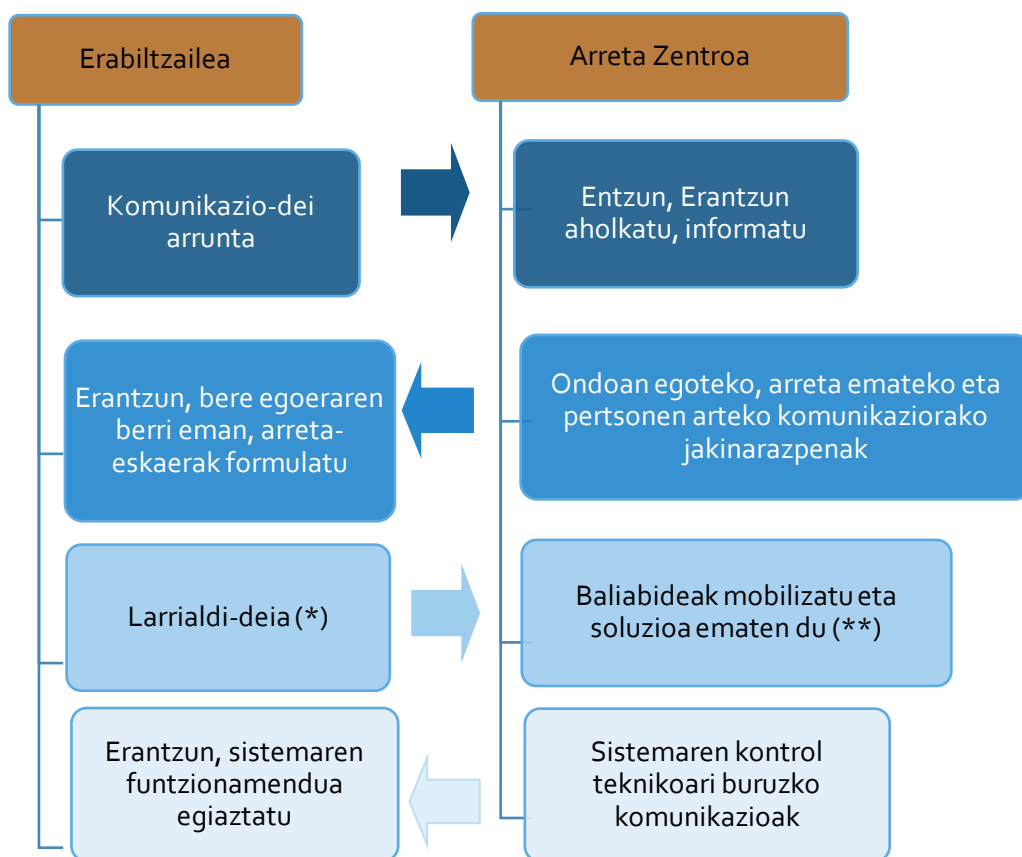 Erabiltzailea
Arreta Zentroa
Komunikazio-dei
arrunta
Entzun, Erantzun
aholkatu, informatu
Erantzun, bere egoeraren
berri eman, arreta-
eskaerak formulatu
Ondoan egoteko, arreta emateko eta
pertsonen arteko komunikaziorako
jakinarazpenak
Larrialdi-deia (*)
Baliabideak mobilizatu eta
soluzioa ematen du (**)
Erantzun, sistemaren
funtzionamendua
egiaztatu
Sistemaren kontrol
teknikoari buruzko
komunikazioak